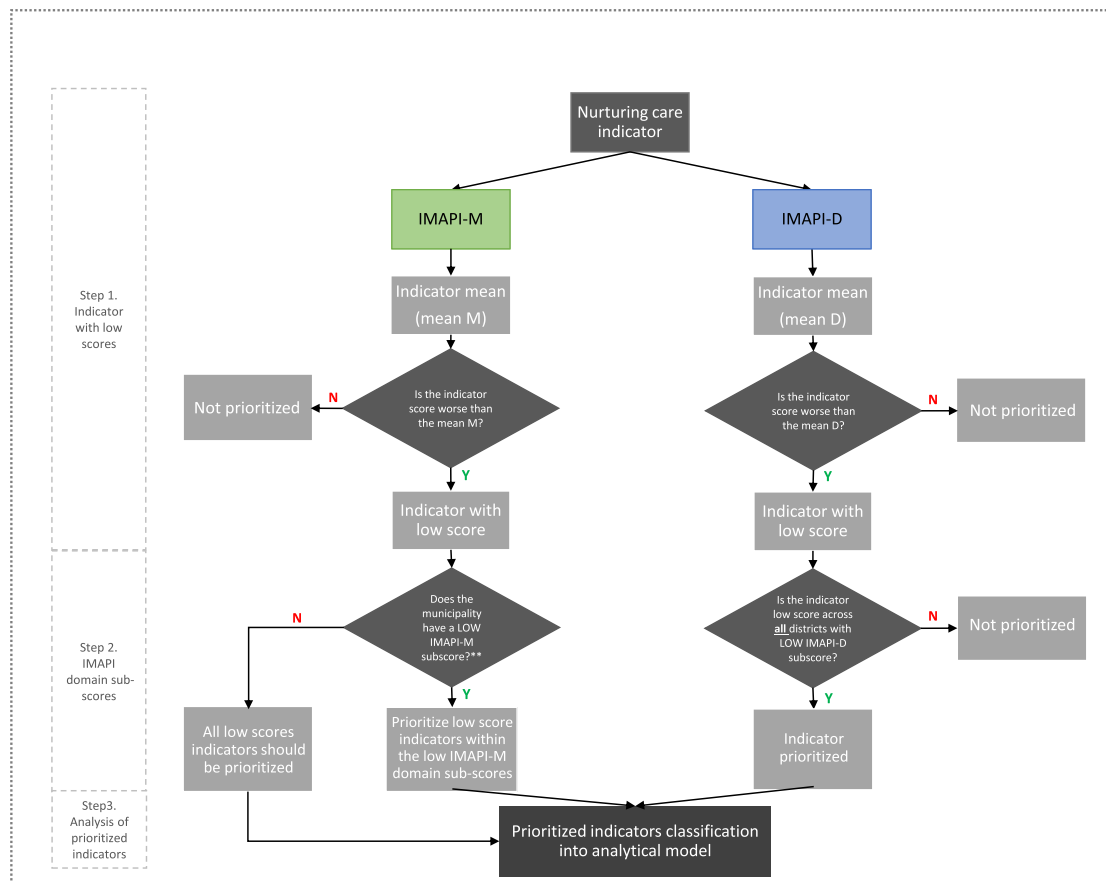 Nurturing care
indicator
IMAPI-M
IMAPI-D
Step 1.
Indicator
with low
scores
Indicator mean
(mean M)
Indicator mean
(mean D)
Is the indicator
score worse than
the mean M?
N
Not prioritized
Y
Is the indicator
score worse than
the mean D?
N
Not prioritized
Y
Indicator with
low score
Indicator with
low score
Step 2.
IMAPI
domain sub-
scores
Does the
municipality
have a LOW
IMAPI-M
subscore?**
N
Y
Is the indicator
low score across
all districts with
LOW IMAPI-D
subscore?
N
Not prioritized
Y
All low scores
indicators should
be prioritized
Prioritize low score
indicators within
the low IMAPI-M
domain sub-scores
Indicator
prioritized
Step3.
Analysis of
prioritized
indicators
Prioritized indicators classification
into analytical model